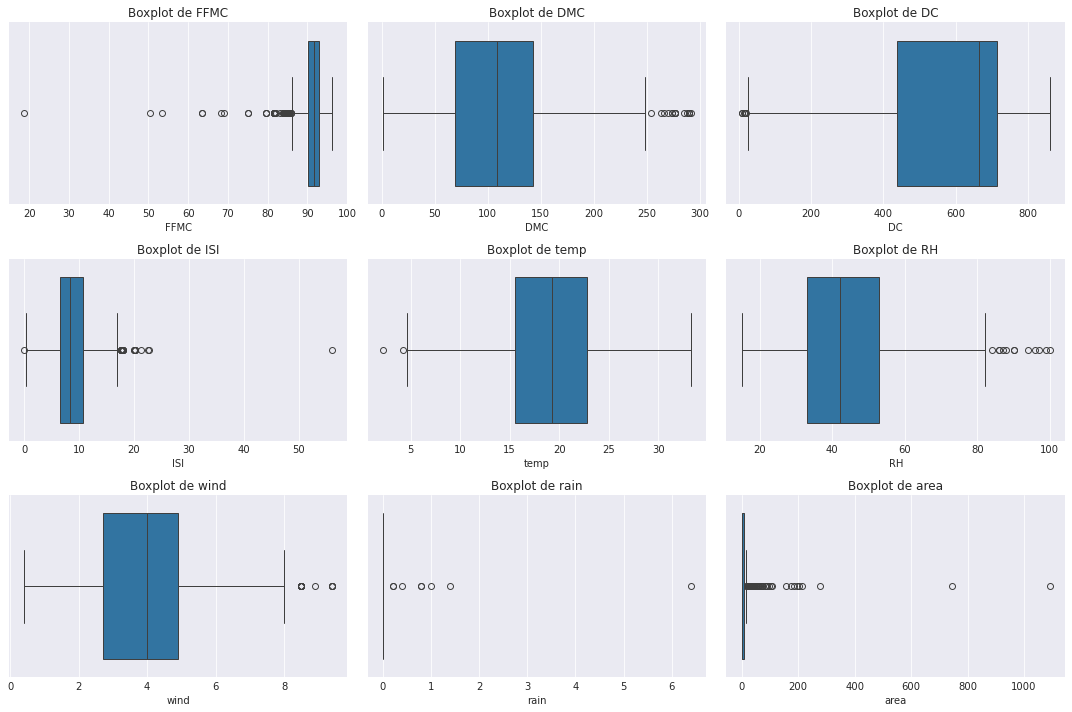 Boxplot de FFMC Boxplot de DMC Boxplot de DC
20 30 40 50 60 70 80 90 100 0 50 100 150 200 250 300 0 200 400 600 800
FFMC DMC DC
Boxplot de ISI Boxplot de temp Boxplot de RH
0 10 20 30 40 50 5 10 15 20 25 30 20 40 60 80 100
ISI temp RH
Boxplot de wind Boxplot de rain Boxplot de area
0 2 4 6 8 0 1 2 3 4 5 6 0 200 400 600 800 1000
wind rain area